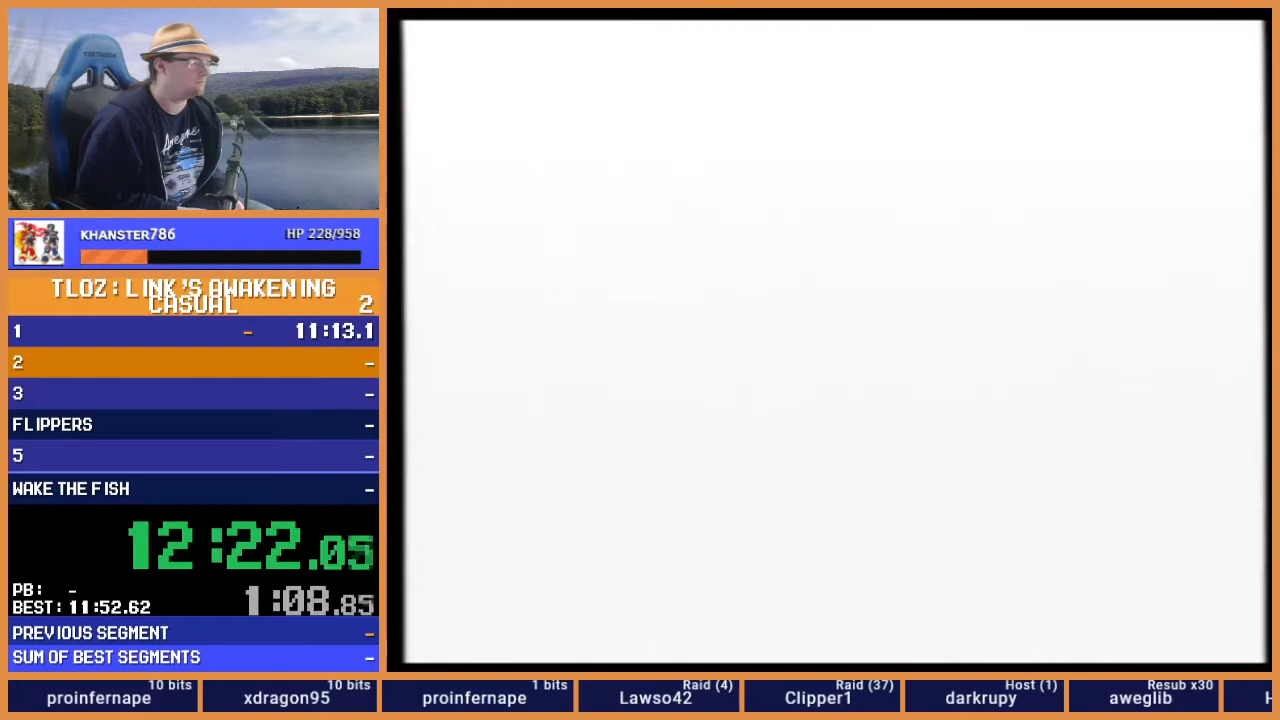 Awesome
KHANSTER786 HP 228/958
TLOZ: LINK'S AWAKENING
CASUAL 2
1 - 11:13.1
2 -
3 -
FLIPPERS -
5 -
WAKE THE FISH -
12:22.05
PB: -
BEST: 11:52.62 1:08.85
PREVIOUS SEGMENT -
SUM OF BEST SEGMENTS -
10 bits
proinfernape
10 bits
xdragon95
1 bits
proinfernape
Raid (4)
Lawso42
Raid (37)
Clipper1
Host (1)
darkrupy
Resub x30
aweglib